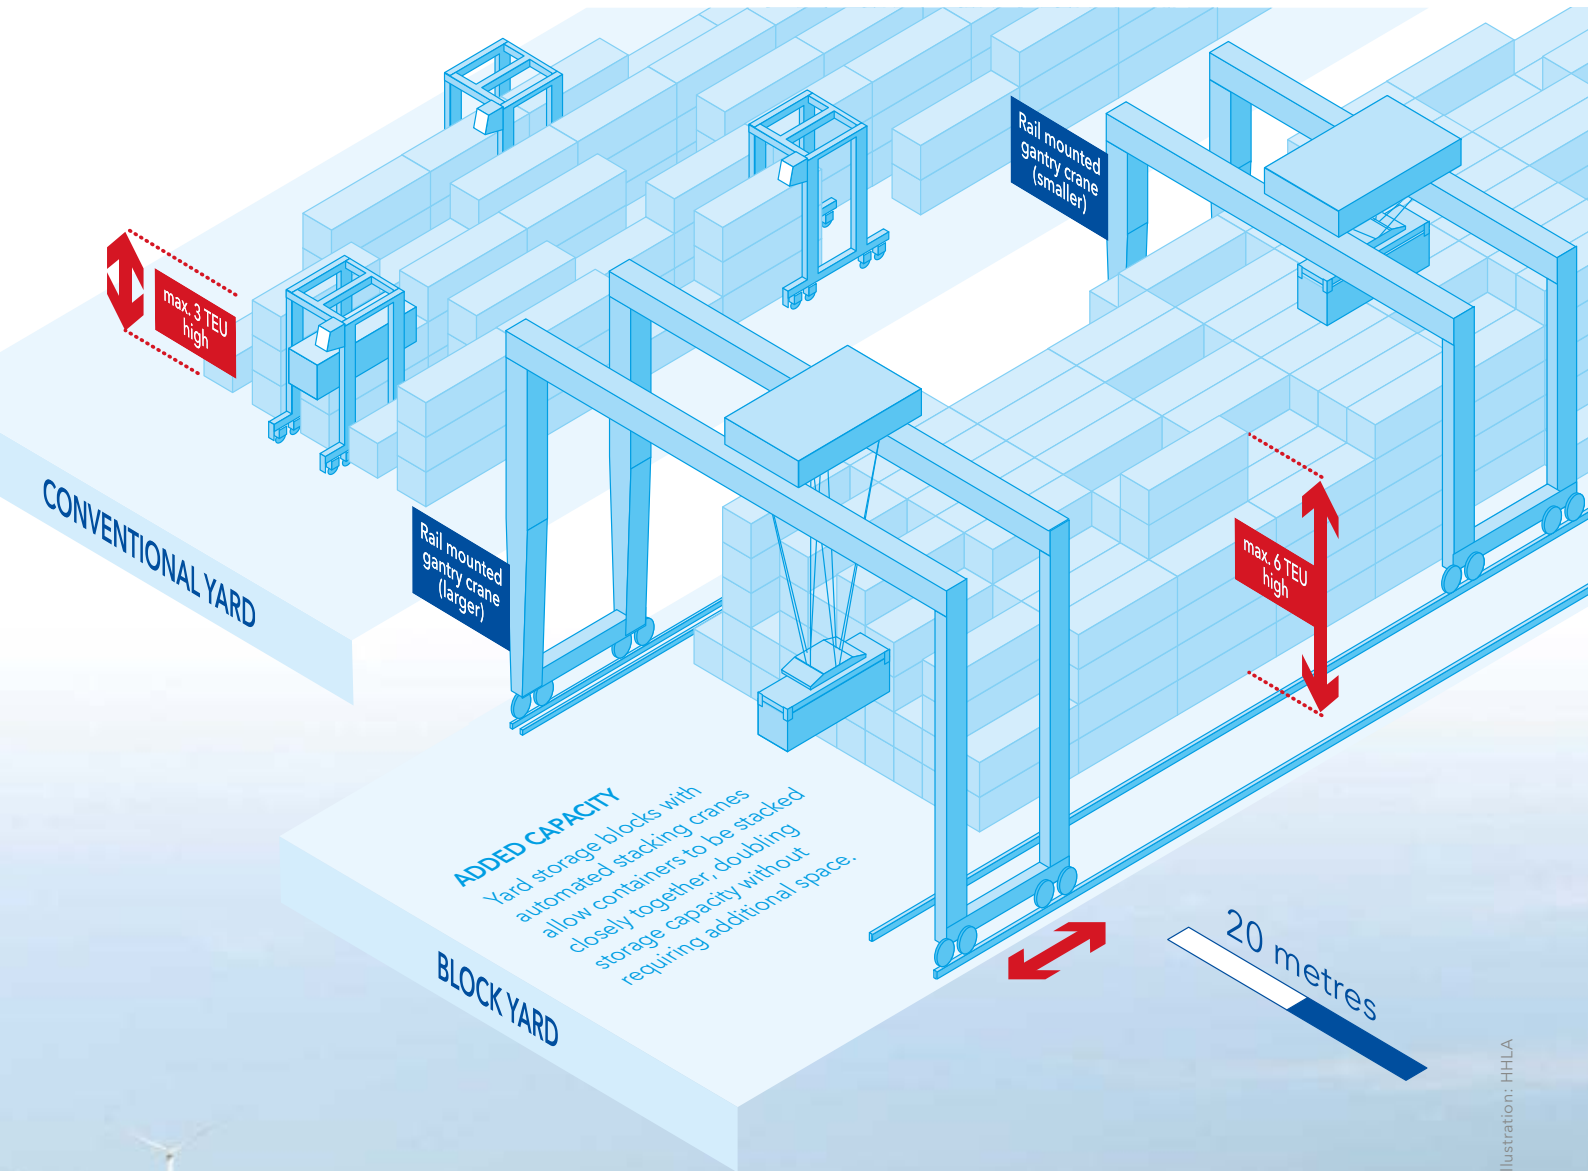 Rail mounted
gantry crane
(smaller)
max. 3 TEU
high
CONVENTIONAL YARD
Rail mounted
gantry crane
(larger)
max. 6 TEU
high
ADDED CAPACITY
Yard storage blocks with
automated stacking cranes
allow containers to be stacked
closely together, doubling
storage capacity without
requiring additional space.
BLOCK YARD
20 metres
lustration: HHLA